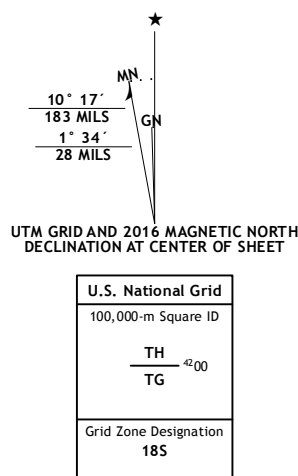 ★
MN
GN
10° 17´
183 MILS
1° 34´
28 MILS
UTM GRID AND 2016 MAGNETIC NORTH
DECLINATION AT CENTER OF SHEET
U.S. National Grid
100,000-m Square ID
TH
4200
TG
Grid Zone Designation
18S